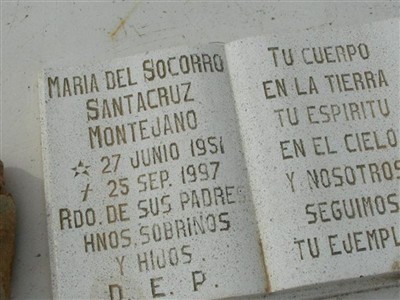 MARIA DEL SOCORRO
SANTACRUZ
MONTEJANO
☆ 27 JUNIO 1951
✝ 25 SEP. 1997
RDO. DE SUS PADRES
HNOS. SOBRINOS
Y HIJOS
D. E. P.
TU CUERPO
EN LA TIERRA
TU ESPIRITU
EN EL CIELO
Y NOSOTROS
SEGUIMOS
TU EJEMPL